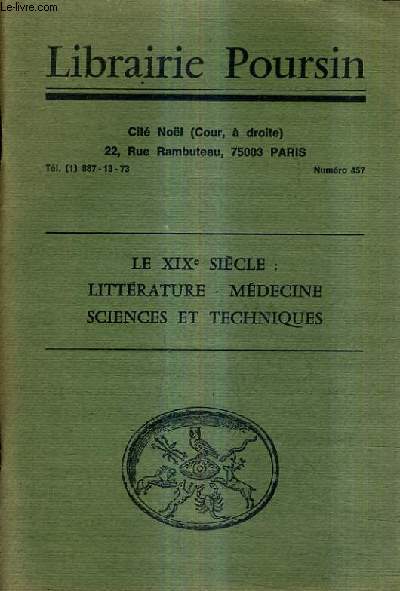 Le-livre.com
Librairie Poursin
Cité Noël (Cour, à droite)
22, Rue Rambuteau, 75003 PARIS
Tél. (1) 887-13-73 Numéro 457
LE XIXe SIÈCLE :
LITTÉRATURE - MÉDECINE
SCIENCES ET TECHNIQUES